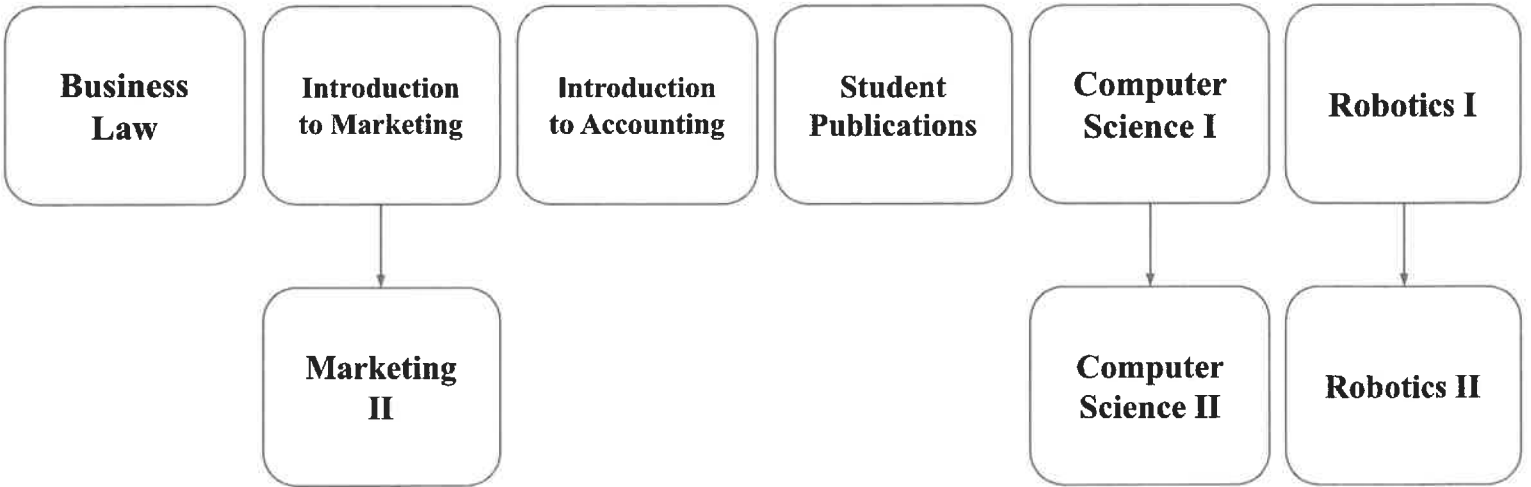 Business
Law
Introduction
to Marketing
Introduction
to Accounting
Student
Publications
Computer
Science I
Robotics I
Marketing
II
Computer
Science II
Robotics II